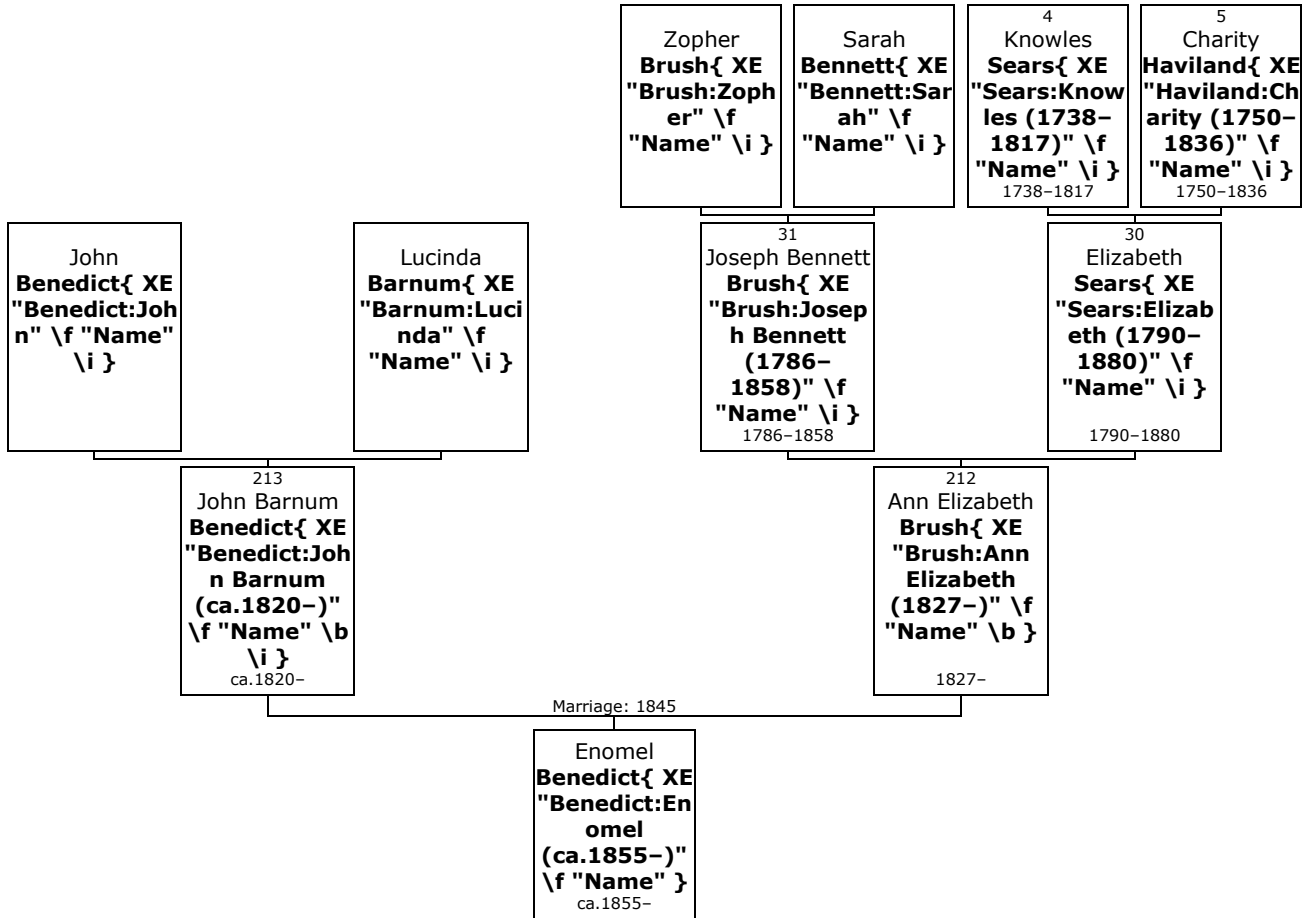 Zopher
Brush{ XE
"Brush:Zoph
er" \f
"Name" \i }
Sarah
Bennett{ XE
"Bennett:Sar
ah" \f
"Name" \i }
4
Knowles
Sears{ XE
"Sears:Know
les (1738–
1817)" \f
"Name" \i }
1738–1817
5
Charity
Haviland{ XE
"Haviland:Ch
arity (1750–
1836)" \f
"Name" \i }
1750–1836
John
Benedict{ XE
"Benedict:Joh
n" \f "Name"
\i }
Lucinda
Barnum{ XE
"Barnum:Luci
nda" \f
"Name" \i }
31
Joseph Bennett
Brush{ XE
"Brush:Josep
h Bennett
(1786–
1858)" \f
"Name" \i }
1786–1858
30
Elizabeth
Sears{ XE
"Sears:Elizab
eth (1790–
1880)" \f
"Name" \i }
1790–1880
213
John Barnum
Benedict{ XE
"Benedict:Joh
n Barnum
(ca.1820–)"
\f "Name" \b
\i }
ca.1820–
212
Ann Elizabeth
Brush{ XE
"Brush:Ann
Elizabeth
(1827–)" \f
"Name" \b }
1827–
Marriage: 1845
Enomel
Benedict{ XE
"Benedict:En
omel
(ca.1855–)"
\f "Name" }
ca.1855–